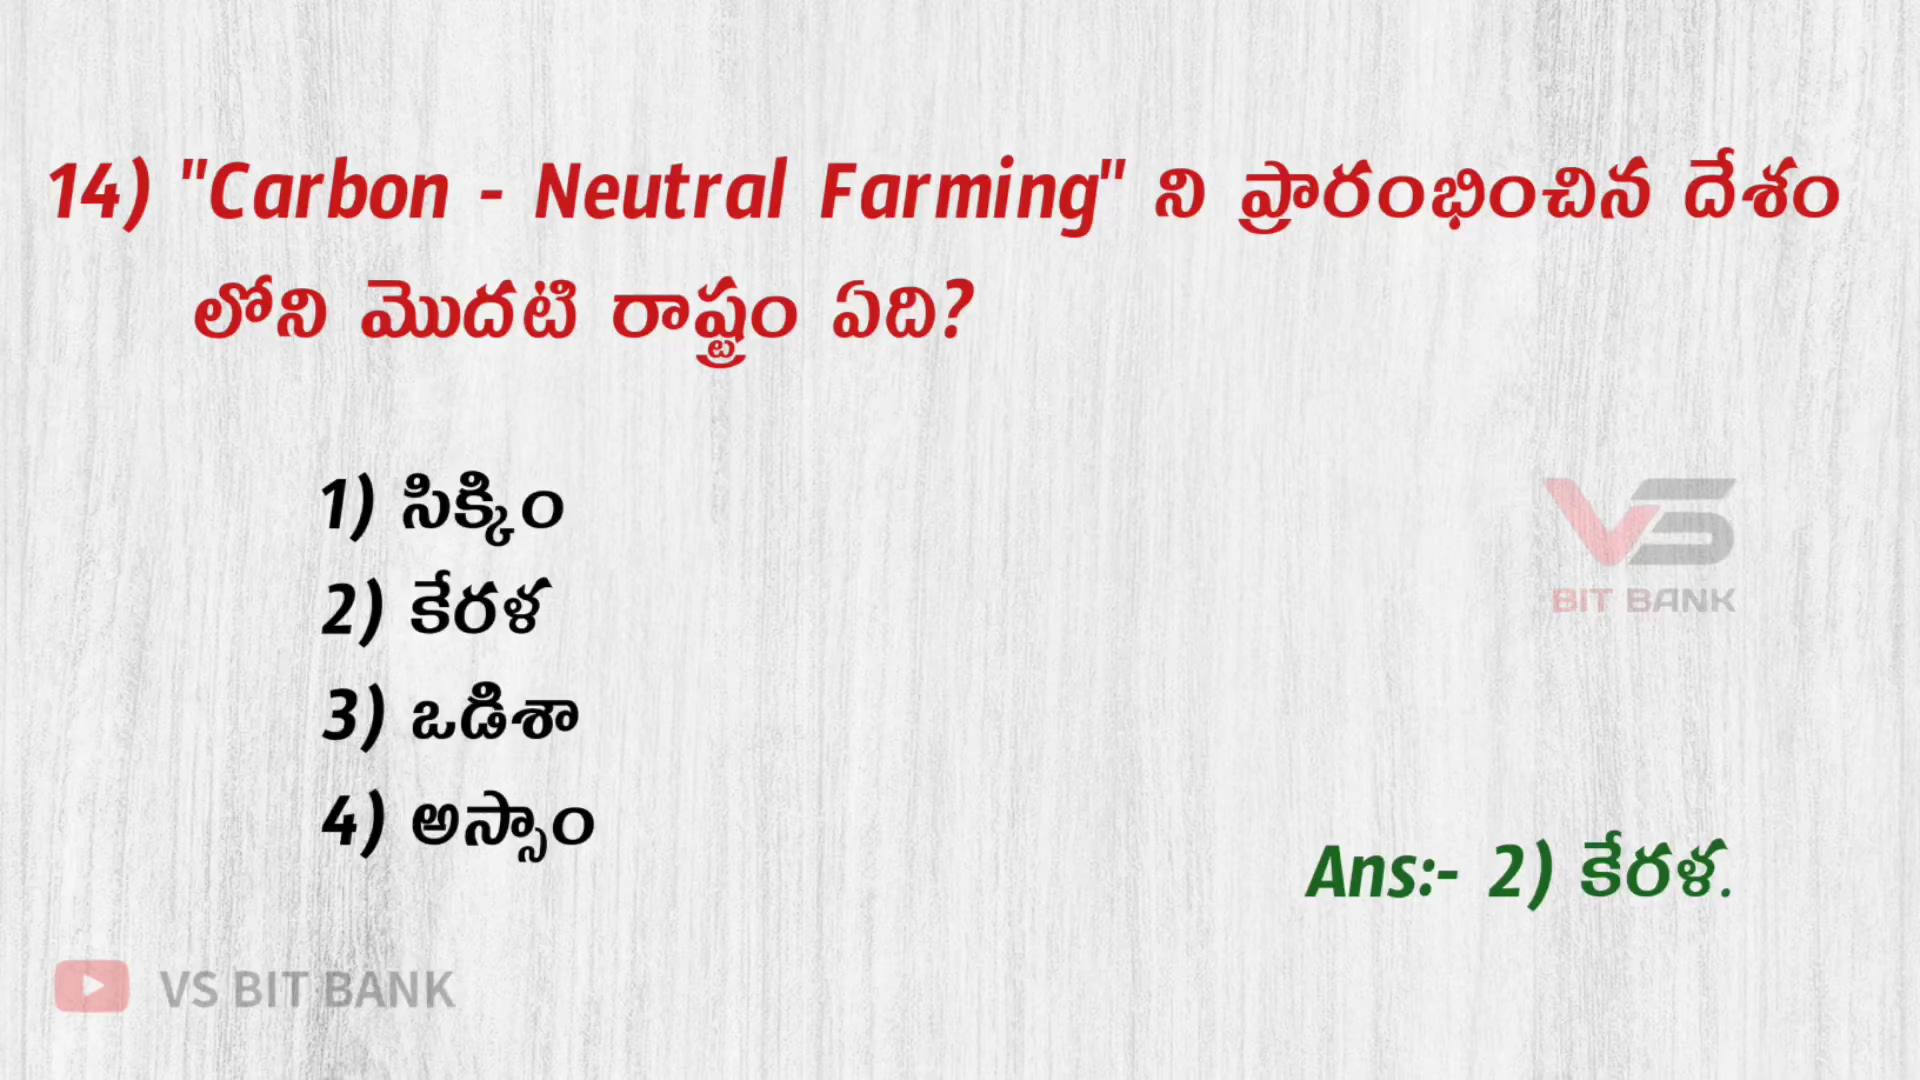 14) "Carbon - Neutral Farming" ని ప్రారంభించిన దేశం
లోని మొదటి రాష్ట్రం ఏది?
1) సిక్కిం
2) కేరళ
3) ఒడిశా
4) అస్సాం
VS
BIT BANK
Ans:- 2) కేరళ.
VS BIT BANK